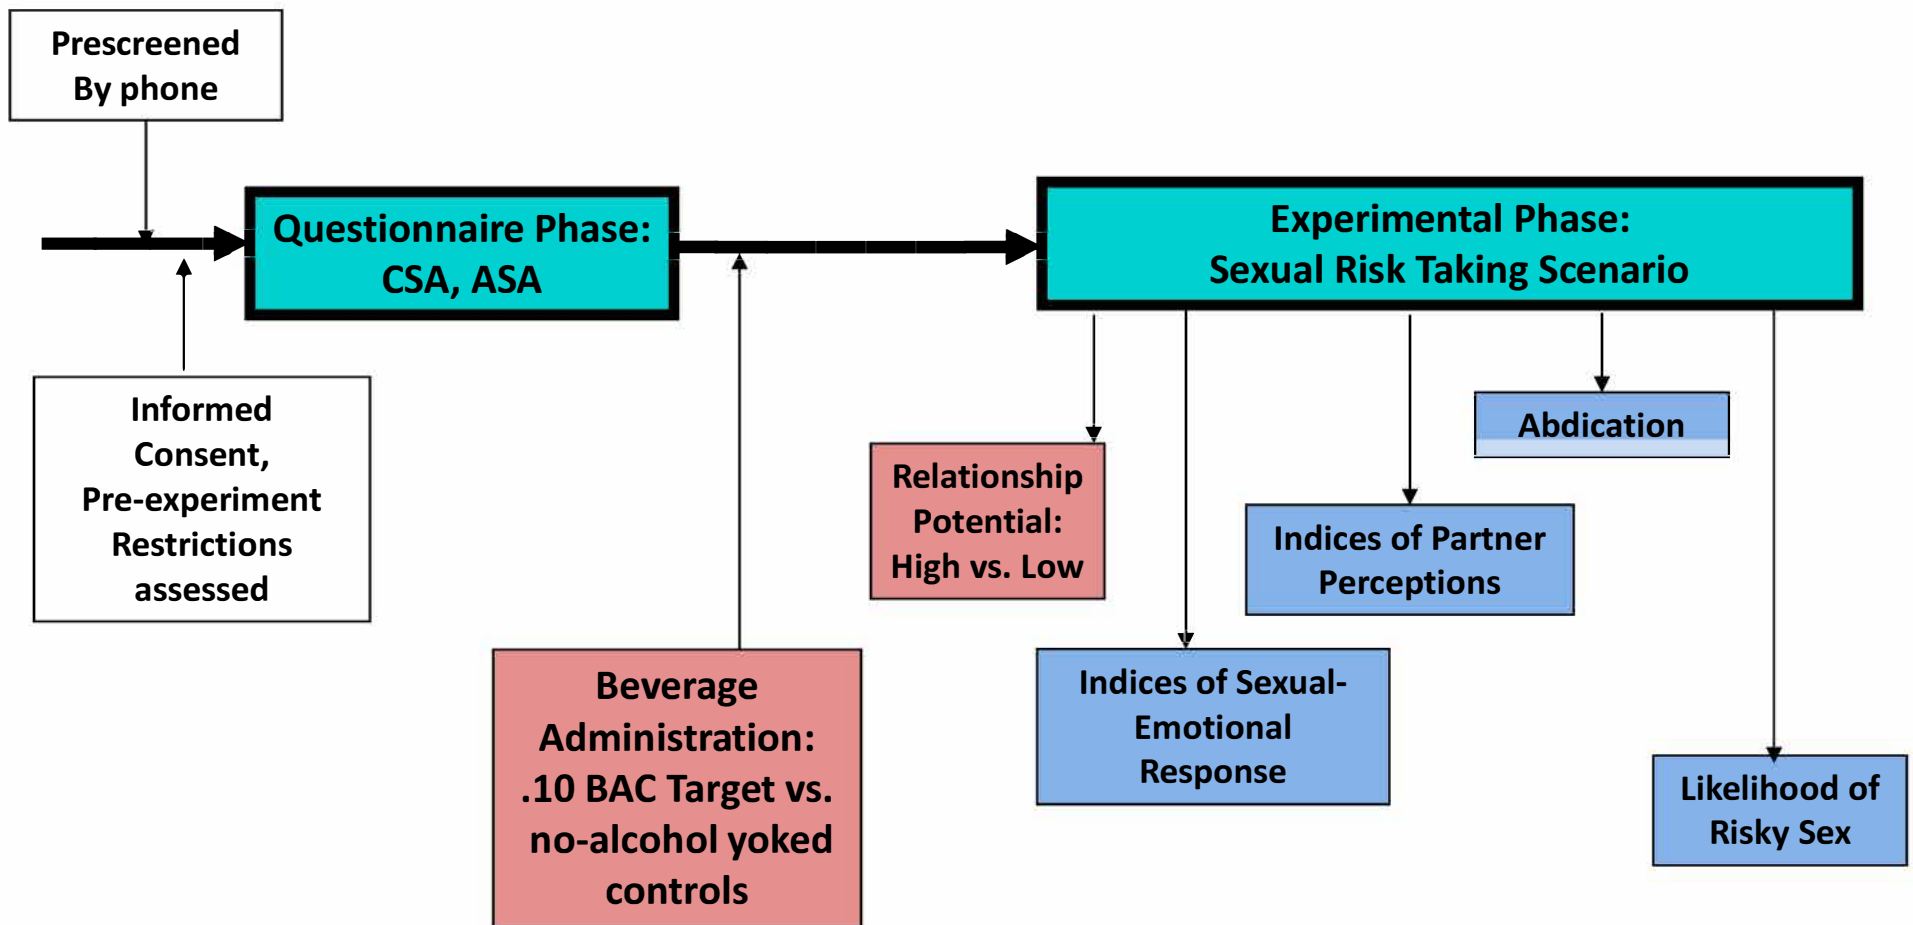 Prescreened
By phone
Questionnaire Phase:
CSA, ASA
Experimental Phase:
Sexual Risk Taking Scenario
Informed
Consent,
Pre-experiment
Restrictions
assessed
Beverage
Administration:
.10 BAC Target vs.
no-alcohol yoked
controls
Relationship
Potential:
High vs. Low
Indices of Sexual-
Emotional
Response
Indices of Partner
Perceptions
Abdication
Likelihood of
Risky Sex